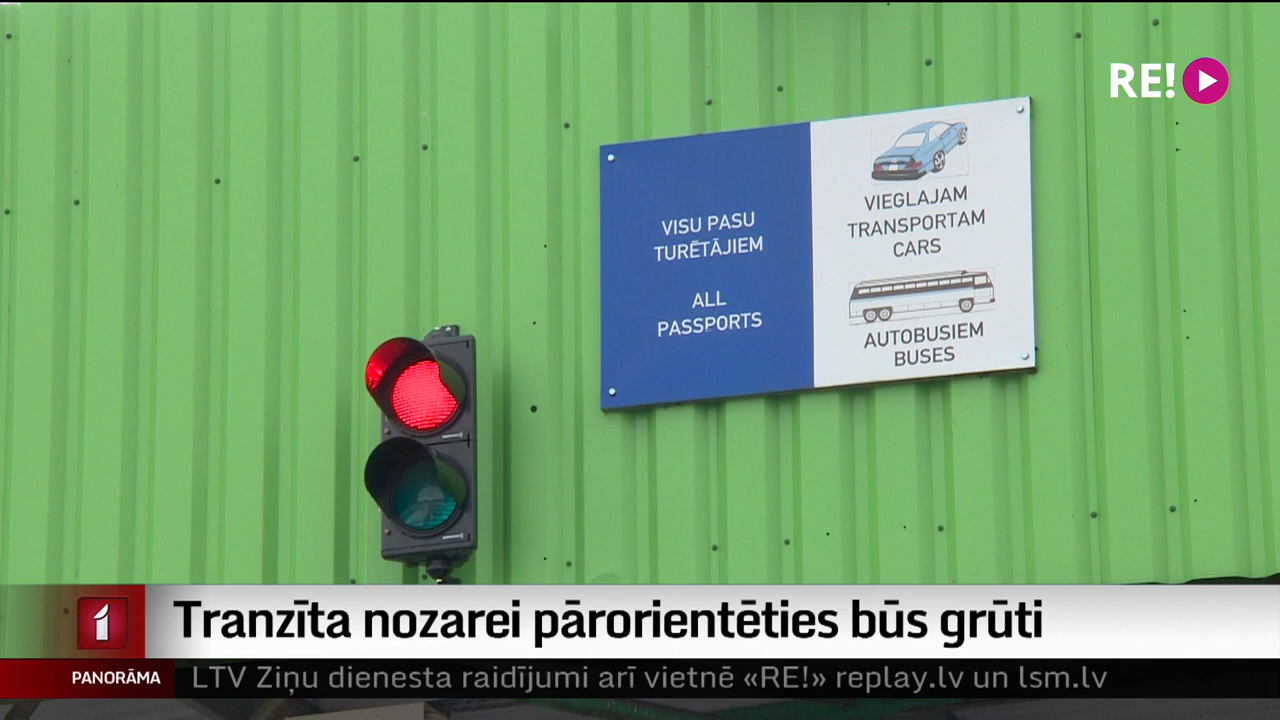 RE!
VISU PASU
TURĒTĀJIEM
ALL
PASSPORTS
VIEGLAJAM
TRANSPORTAM
CARS
AUTOBUSIEM
BUSES
1
Tranzīta nozarei pārorientēties būs grūti
PANORĀMA
LTV Ziņu dienesta raidījumi arī vietnē «RE!» replay.lv un lsm.lv